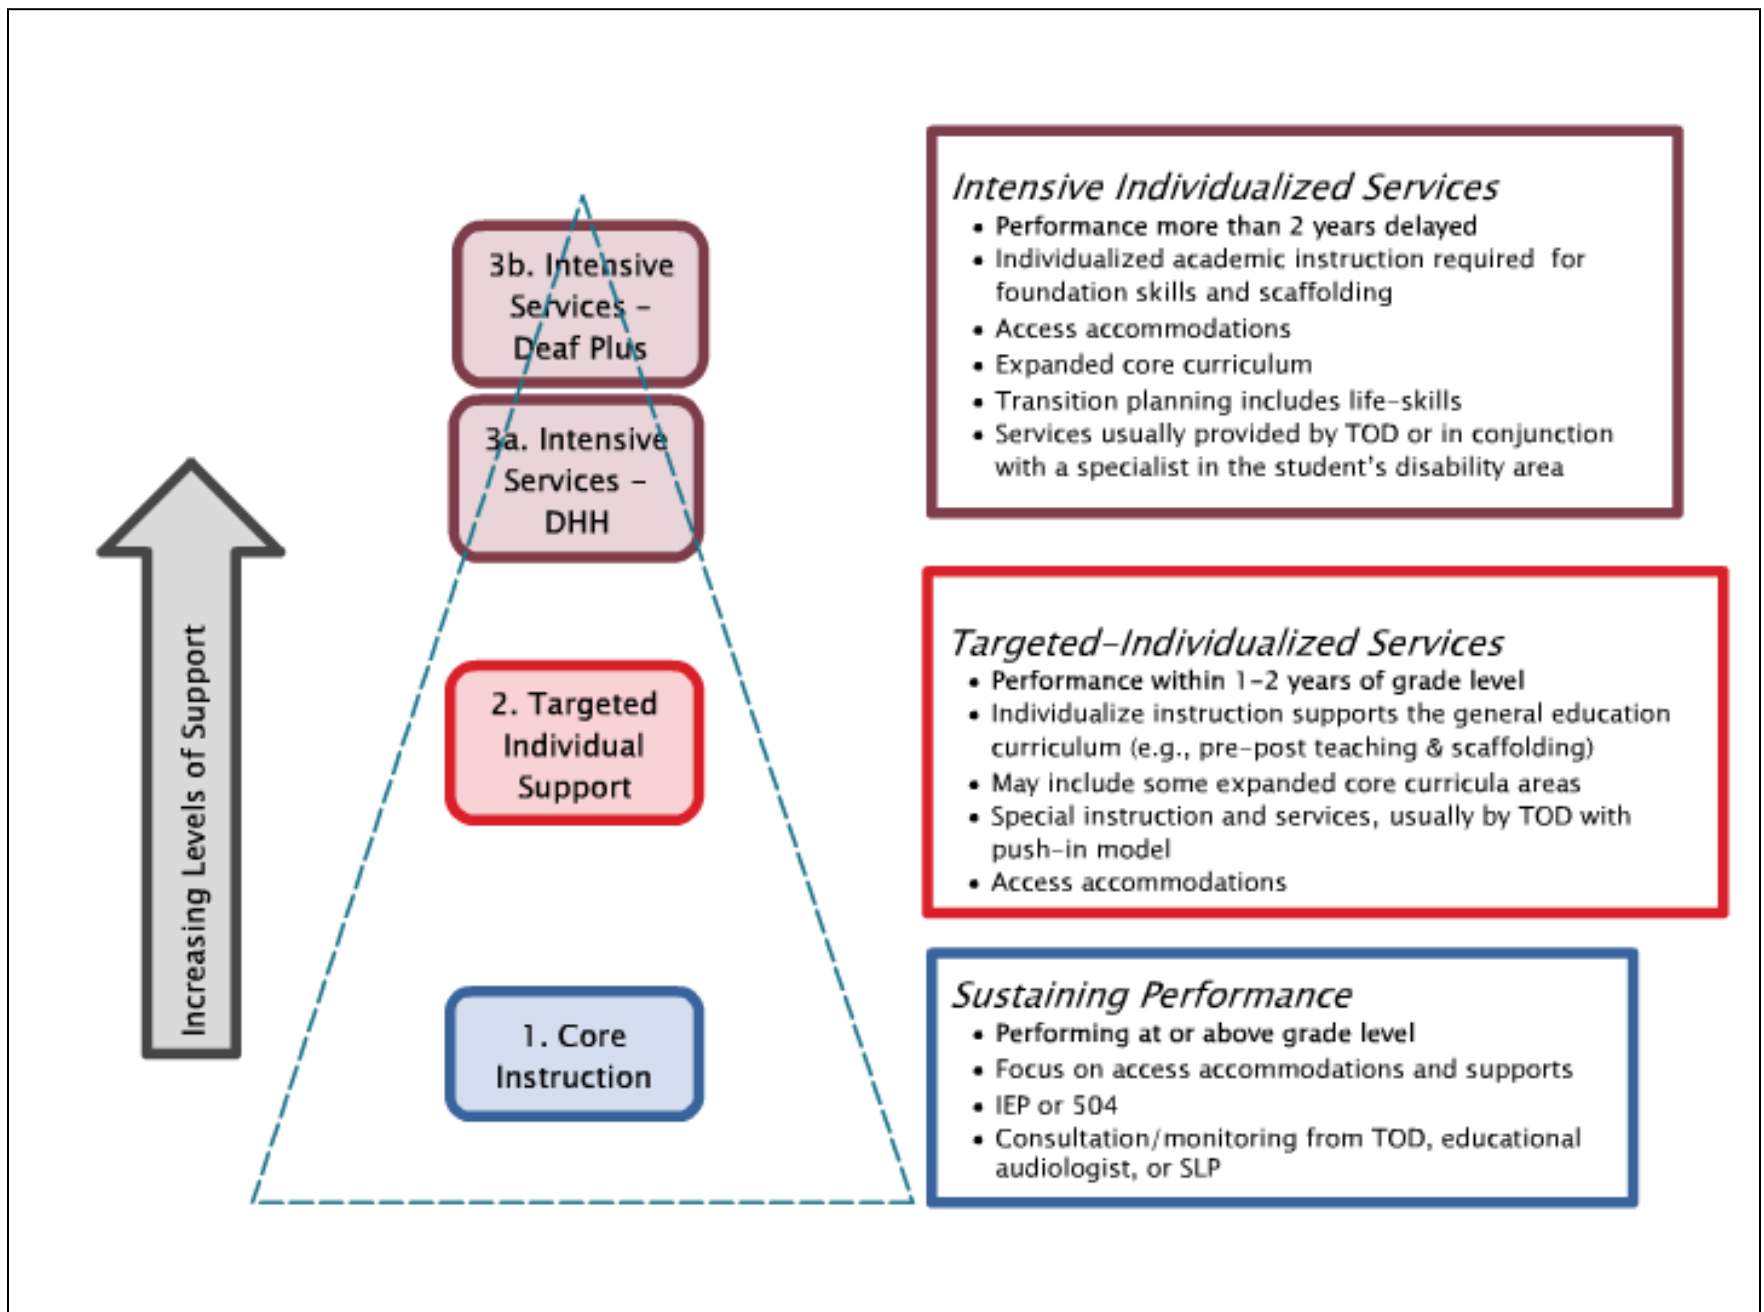 Increasing Levels of Support
3b. Intensive
Services –
Deaf Plus
3a. Intensive
Services –
DHH
2. Targeted
Individual
Support
1. Core
Instruction
Intensive Individualized Services
• Performance more than 2 years delayed
• Individualized academic instruction required for
foundation skills and scaffolding
• Access accommodations
• Expanded core curriculum
• Transition planning includes life-skills
• Services usually provided by TOD or in conjunction
with a specialist in the student's disability area
Targeted-Individualized Services
• Performance within 1-2 years of grade level
• Individualize instruction supports the general education
curriculum (e.g., pre-post teaching & scaffolding)
• May include some expanded core curricula areas
• Special instruction and services, usually by TOD with
push-in model
• Access accommodations
Sustaining Performance
• Performing at or above grade level
• Focus on access accommodations and supports
• IEP or 504
• Consultation/monitoring from TOD, educational
audiologist, or SLP